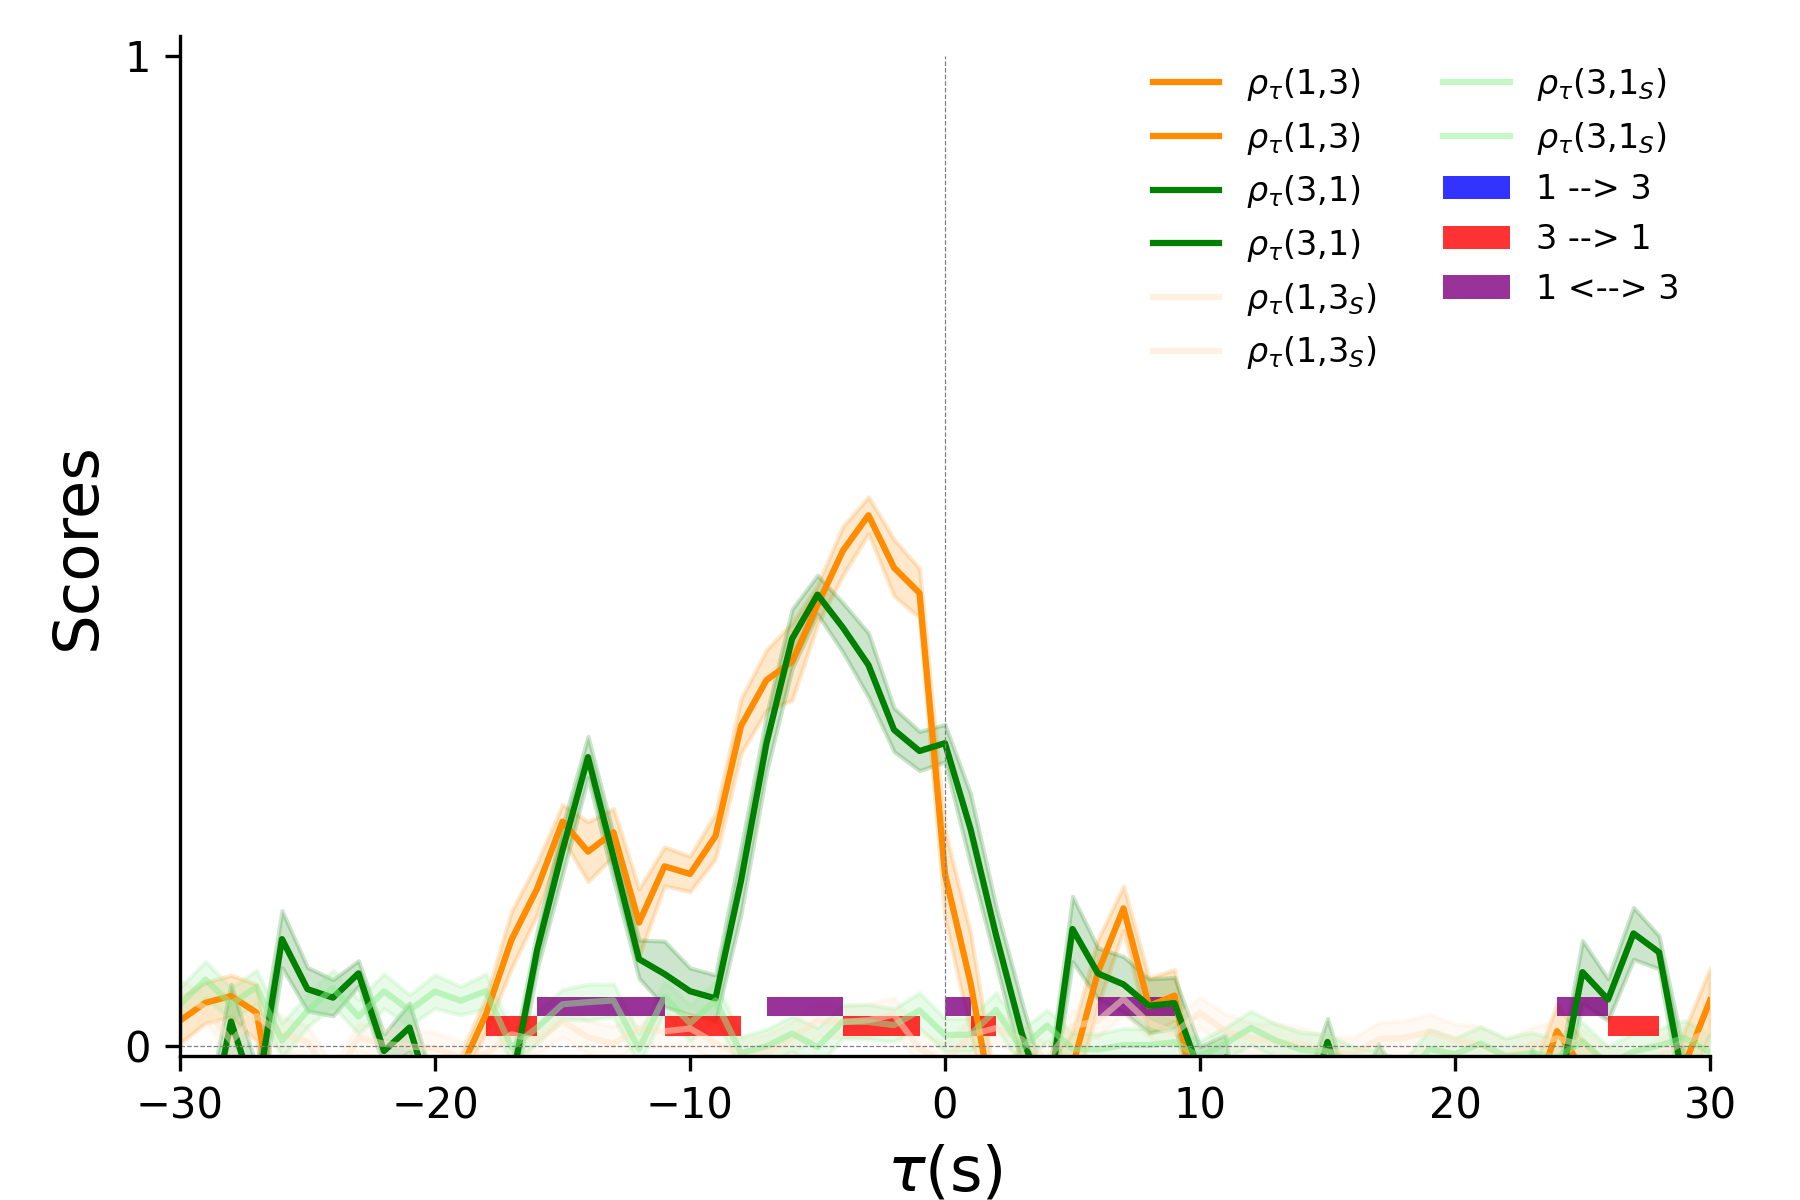 1
ρτ(1,3)
ρτ(1,3)
ρτ(3,1)
ρτ(3,1)
ρτ(1,3S)
ρτ(1,3S)
ρτ(3,1S)
ρτ(3,1S)
1 --> 3
3 --> 1
1 <--> 3
Scores
0
−30 −20 −10 0 10 20 30
τ(s)